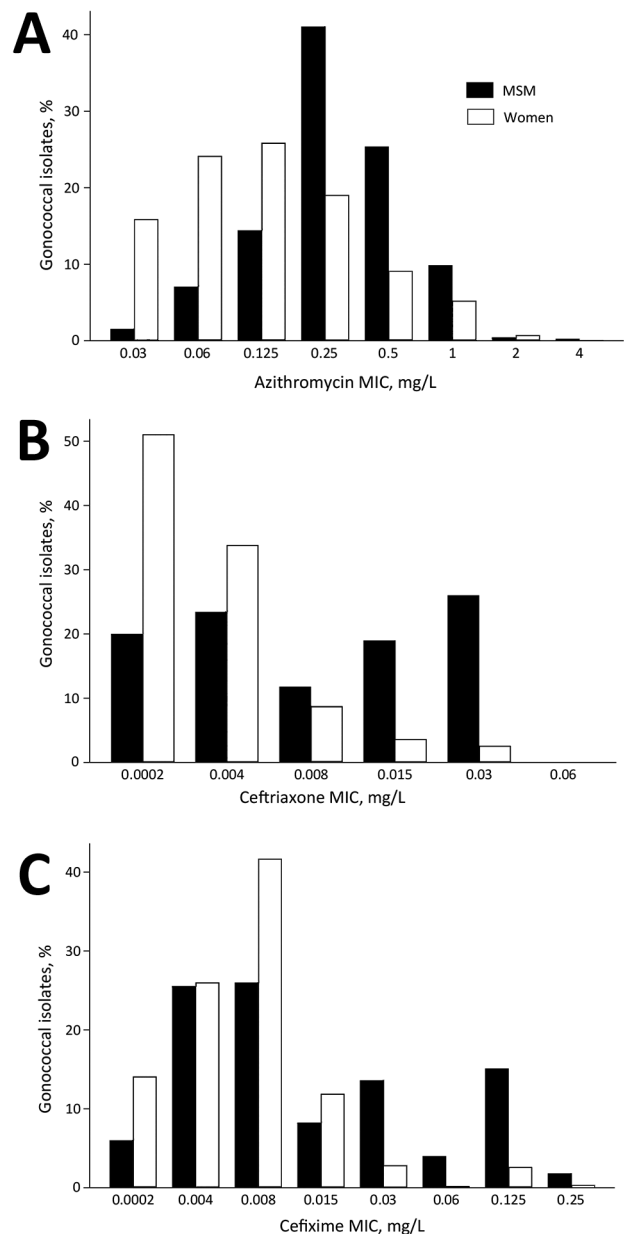 A
Gonococcal isolates, %
40
30
20
10
0
MSM
Women
0.03 0.06 0.125 0.25 0.5 1 2 4
Azithromycin MIC, mg/L
B
Gonococcal isolates, %
50
40
30
20
10
0
0.0002 0.004 0.008 0.015 0.03 0.06
Ceftriaxone MIC, mg/L
C
Gonococcal isolates, %
40
30
20
10
0
0.0002 0.004 0.008 0.015 0.03 0.06 0.125 0.25
Cefixime MIC, mg/L